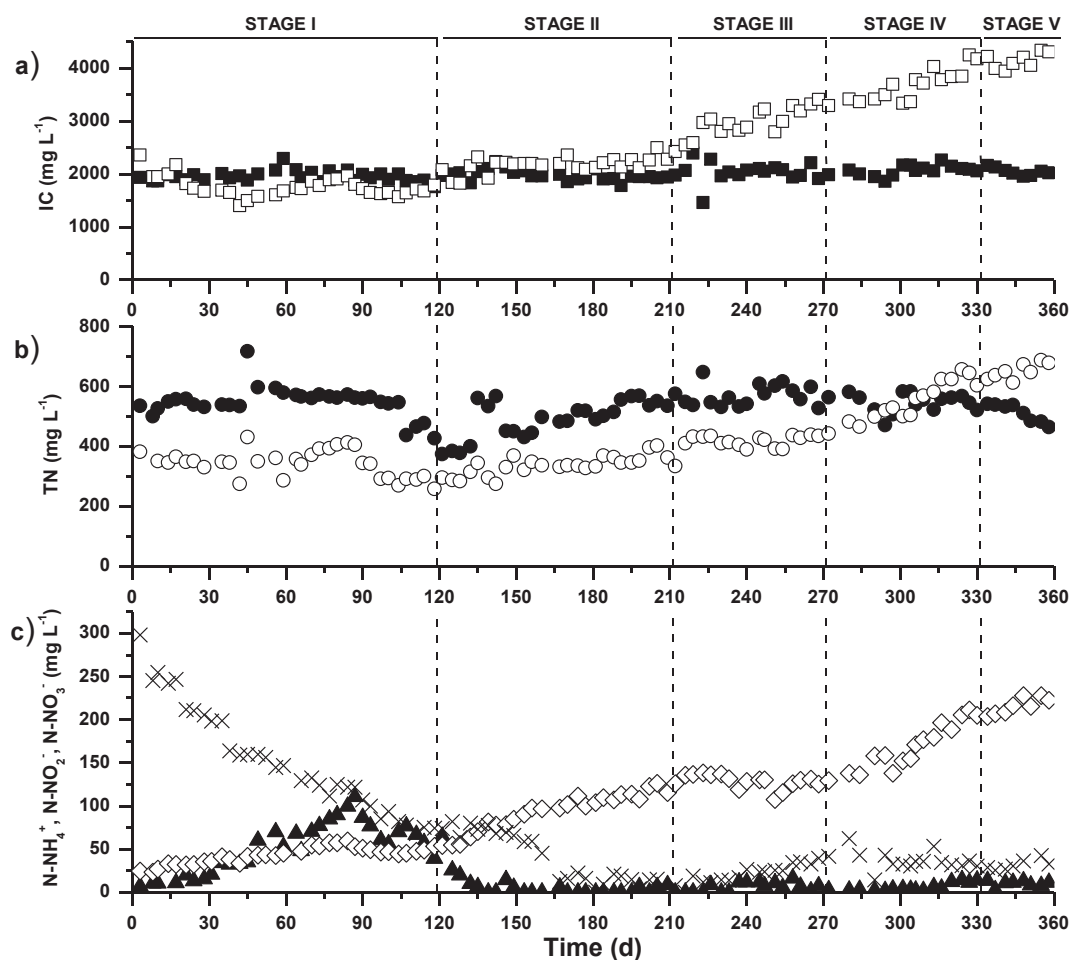 STAGE I STAGE II STAGE III STAGE IV STAGE V
a)
IC (mg L⁻¹)
4000
3000
2000
1000
0
0 30 60 90 120 150 180 210 240 270 300 330 360
b)
TN (mg L⁻¹)
800
600
400
200
0
0 30 60 90 120 150 180 210 240 270 300 330 360
c)
N-NH₄⁺, N-NO₂⁻, N-NO₃⁻ (mg L⁻¹)
300
250
200
150
100
50
0
0 30 60 90 120 150 180 210 240 270 300 330 360
Time (d)